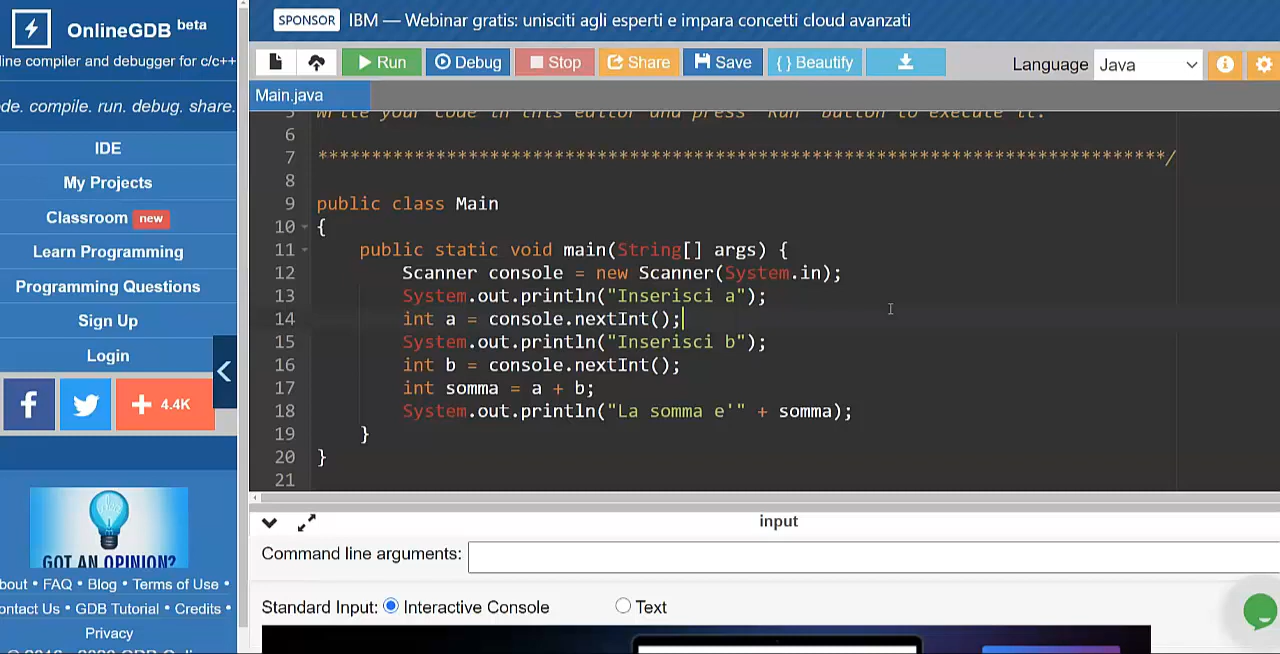 OnlineGDB beta
line compiler and debugger for c/c++
de. compile. run. debug. share.
IDE
My Projects
Classroom new
Learn Programming
Programming Questions
Sign Up
Login
+ 4.4K
GOT AN OPINION?
bout • FAQ • Blog • Terms of Use •
ontact Us • GDB Tutorial • Credits •
Privacy
SPONSOR IBM — Webinar gratis: unisciti agli esperti e impara concetti cloud avanzati
Run Debug Stop Share Save { } Beautify Language Java
Main.java
5 Write your code in this editor and press "Run" button to execute it.
6
7 *******************************************************************************/
8
9 public class Main
10 {
11 public static void main(String[] args) {
12 Scanner console = new Scanner(System.in);
13 System.out.println("Inserisci a");
14 int a = console.nextInt();
15 System.out.println("Inserisci b");
16 int b = console.nextInt();
17 int somma = a + b;
18 System.out.println("La somma e'" + somma);
19 }
20 }
21
input
Command line arguments:
Standard Input: Interactive Console Text